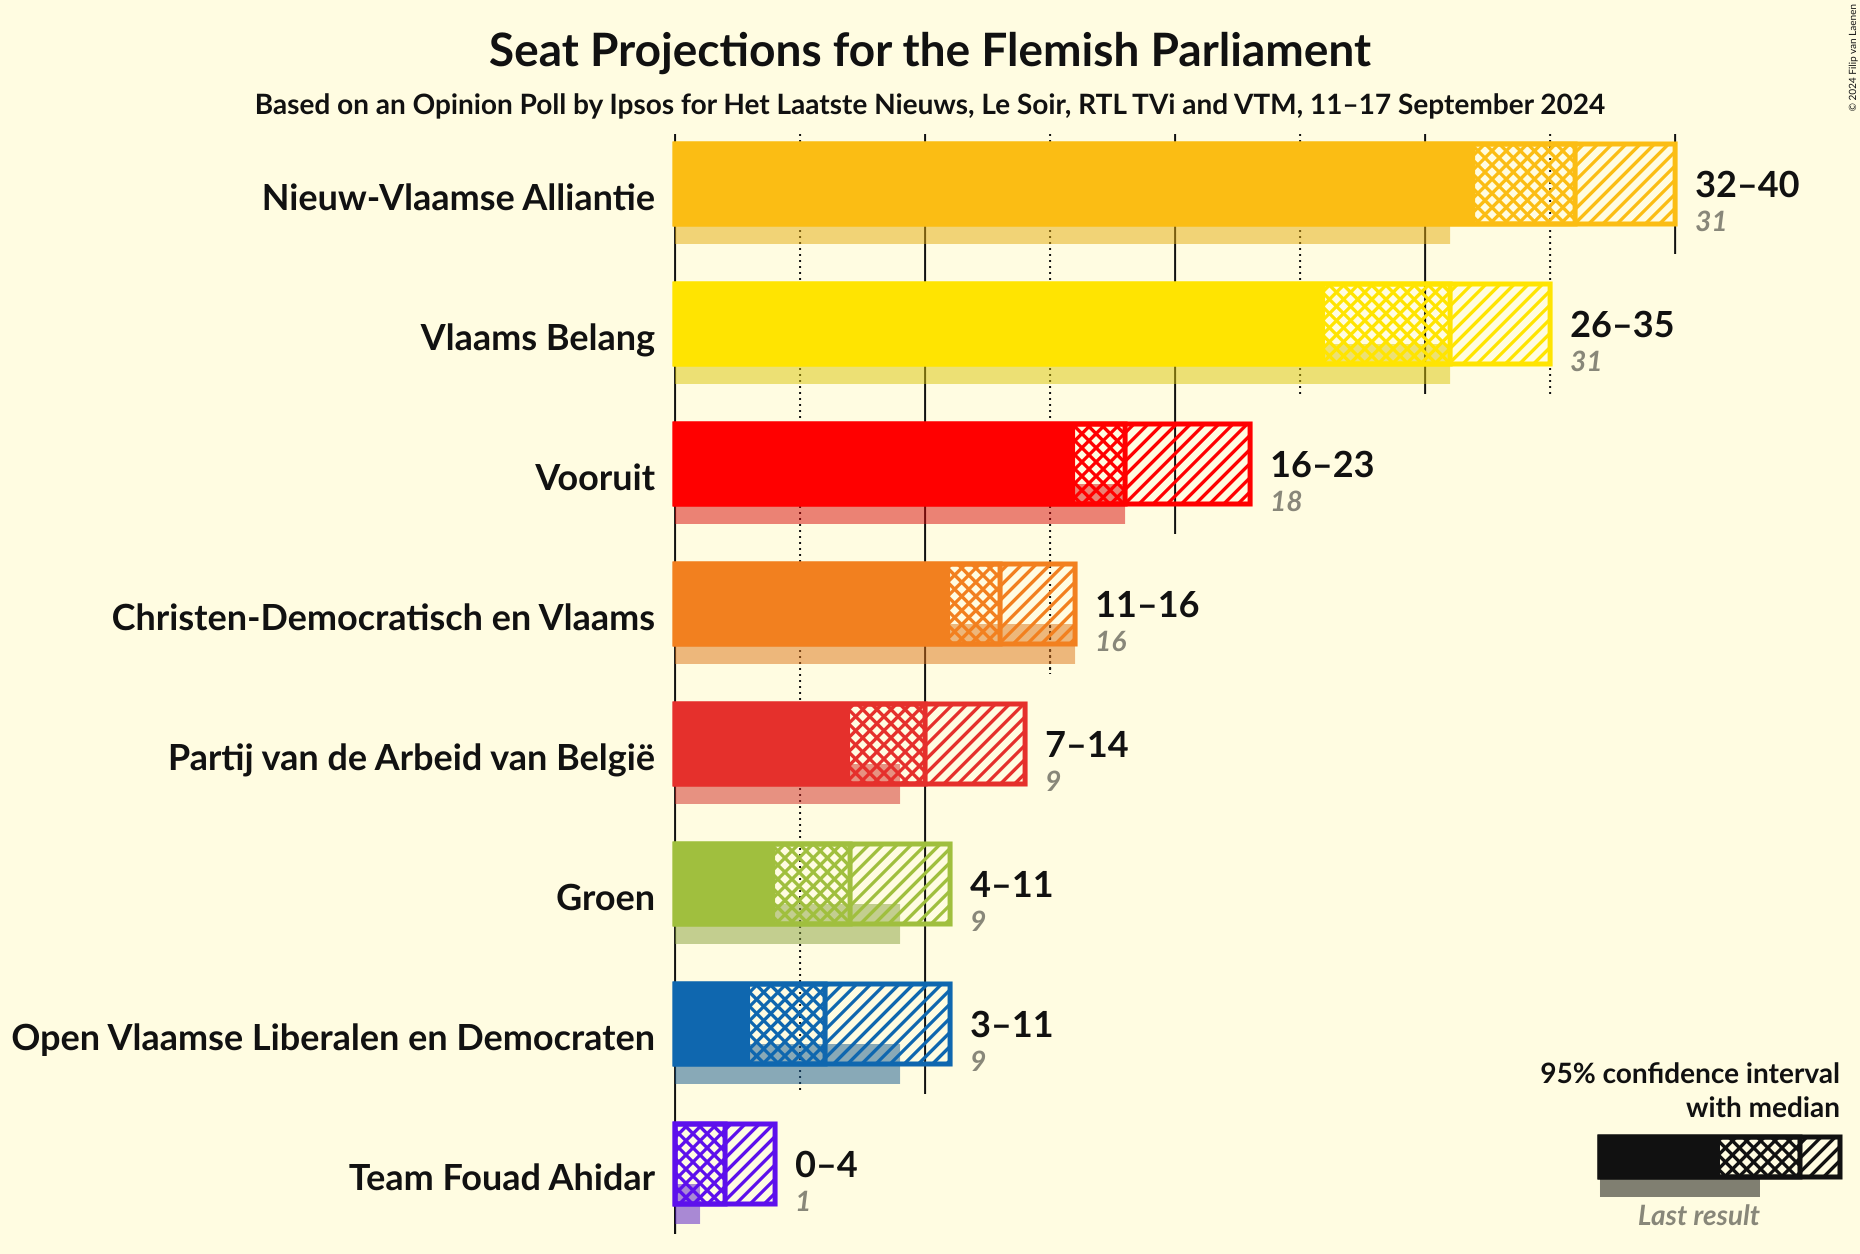 Seat Projections for the Flemish Parliament
Based on an Opinion Poll by Ipsos for Het Laatste Nieuws, Le Soir, RTL TVi and VTM, 11–17 September 2024
© 2024 Filip van Laenen
Nieuw-Vlaamse Alliantie
32–40
31
Vlaams Belang
26–35
31
Vooruit
16–23
18
Christen-Democratisch en Vlaams
11–16
16
Partij van de Arbeid van België
7–14
9
Groen
4–11
9
Open Vlaamse Liberalen en Democraten
3–11
9
Team Fouad Ahidar
0–4
1
95% confidence interval
with median
Last result